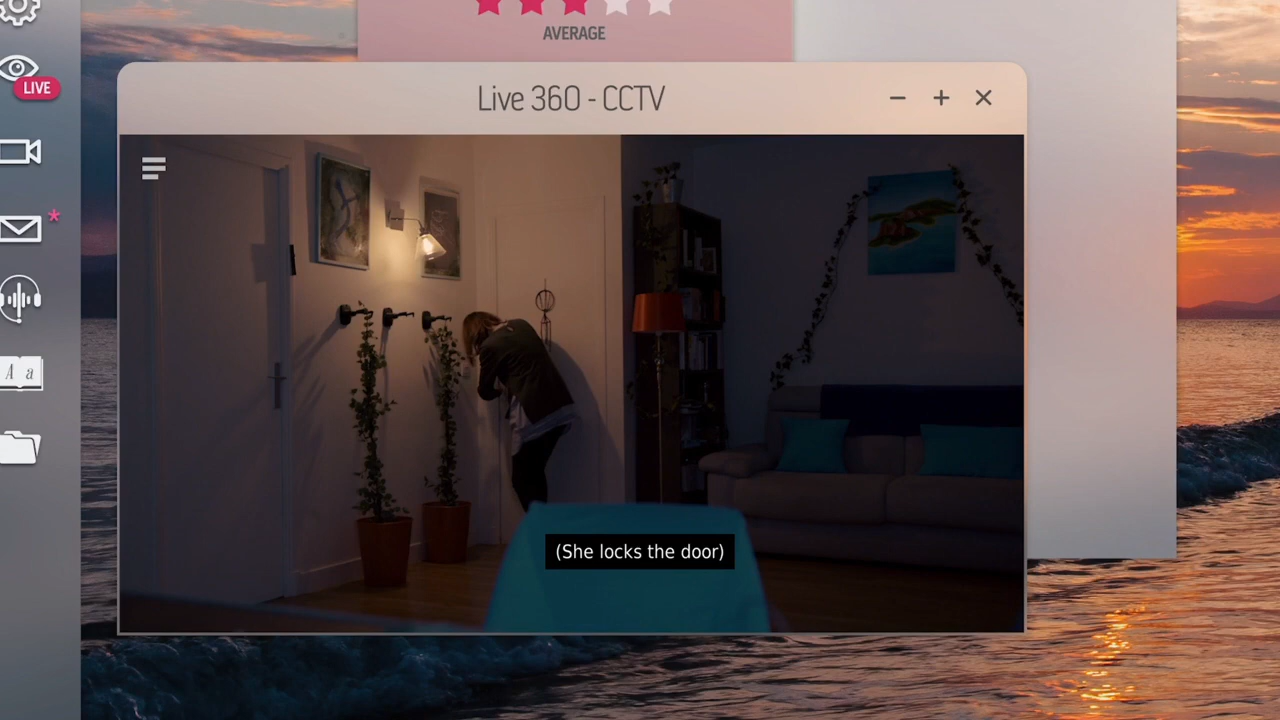 AVERAGE
LIVE
Live 360 - CCTV
A a
(She locks the door)